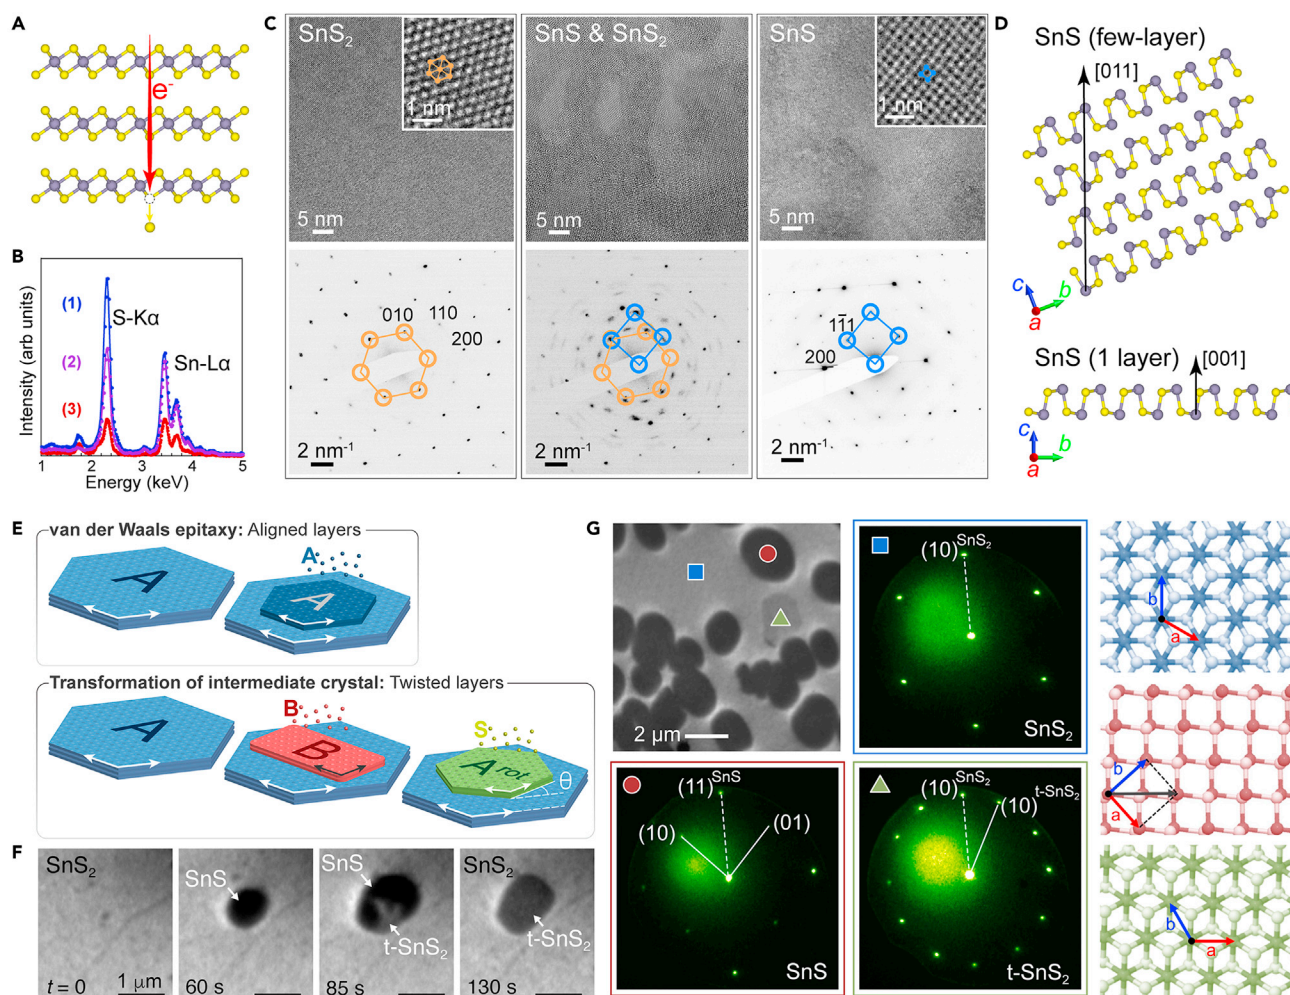 A
e⁻
B
Intensity (arb units)
(1)
(2)
(3)
S-Kα
Sn-Lα
1 2 3 4 5
Energy (keV)
C
SnS₂
1 nm
5 nm
SnS & SnS₂
5 nm
SnS
1 nm
5 nm
010
110
200
2 nm⁻¹
2 nm⁻¹
11̅1
200
2 nm⁻¹
D
SnS (few-layer)
[011]
c
b
a
SnS (1 layer)
[001]
c
b
a
E
van der Waals epitaxy: Aligned layers
A
A
A
Transformation of intermediate crystal: Twisted layers
A
B
B
S
A rot
θ
F
SnS₂
t = 0
1 μm
SnS
60 s
SnS
t-SnS₂
85 s
t-SnS₂
130 s
G
2 μm
(10)SnS₂
SnS₂
b
a
(11)SnS
(10)
(01)
SnS
b
a
(10)SnS₂
t-SnS₂
(10)
t-SnS₂
b
a